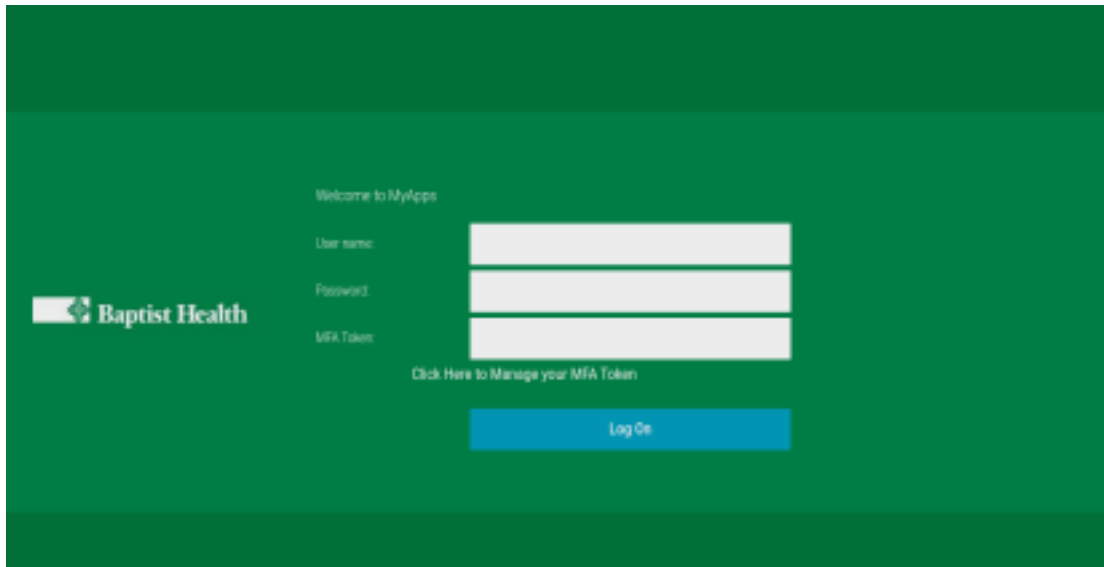 Welcome to MyApps
User name:
Password:
Baptist Health
MFA Token:
Click Here to Manage your MFA Token
Log On